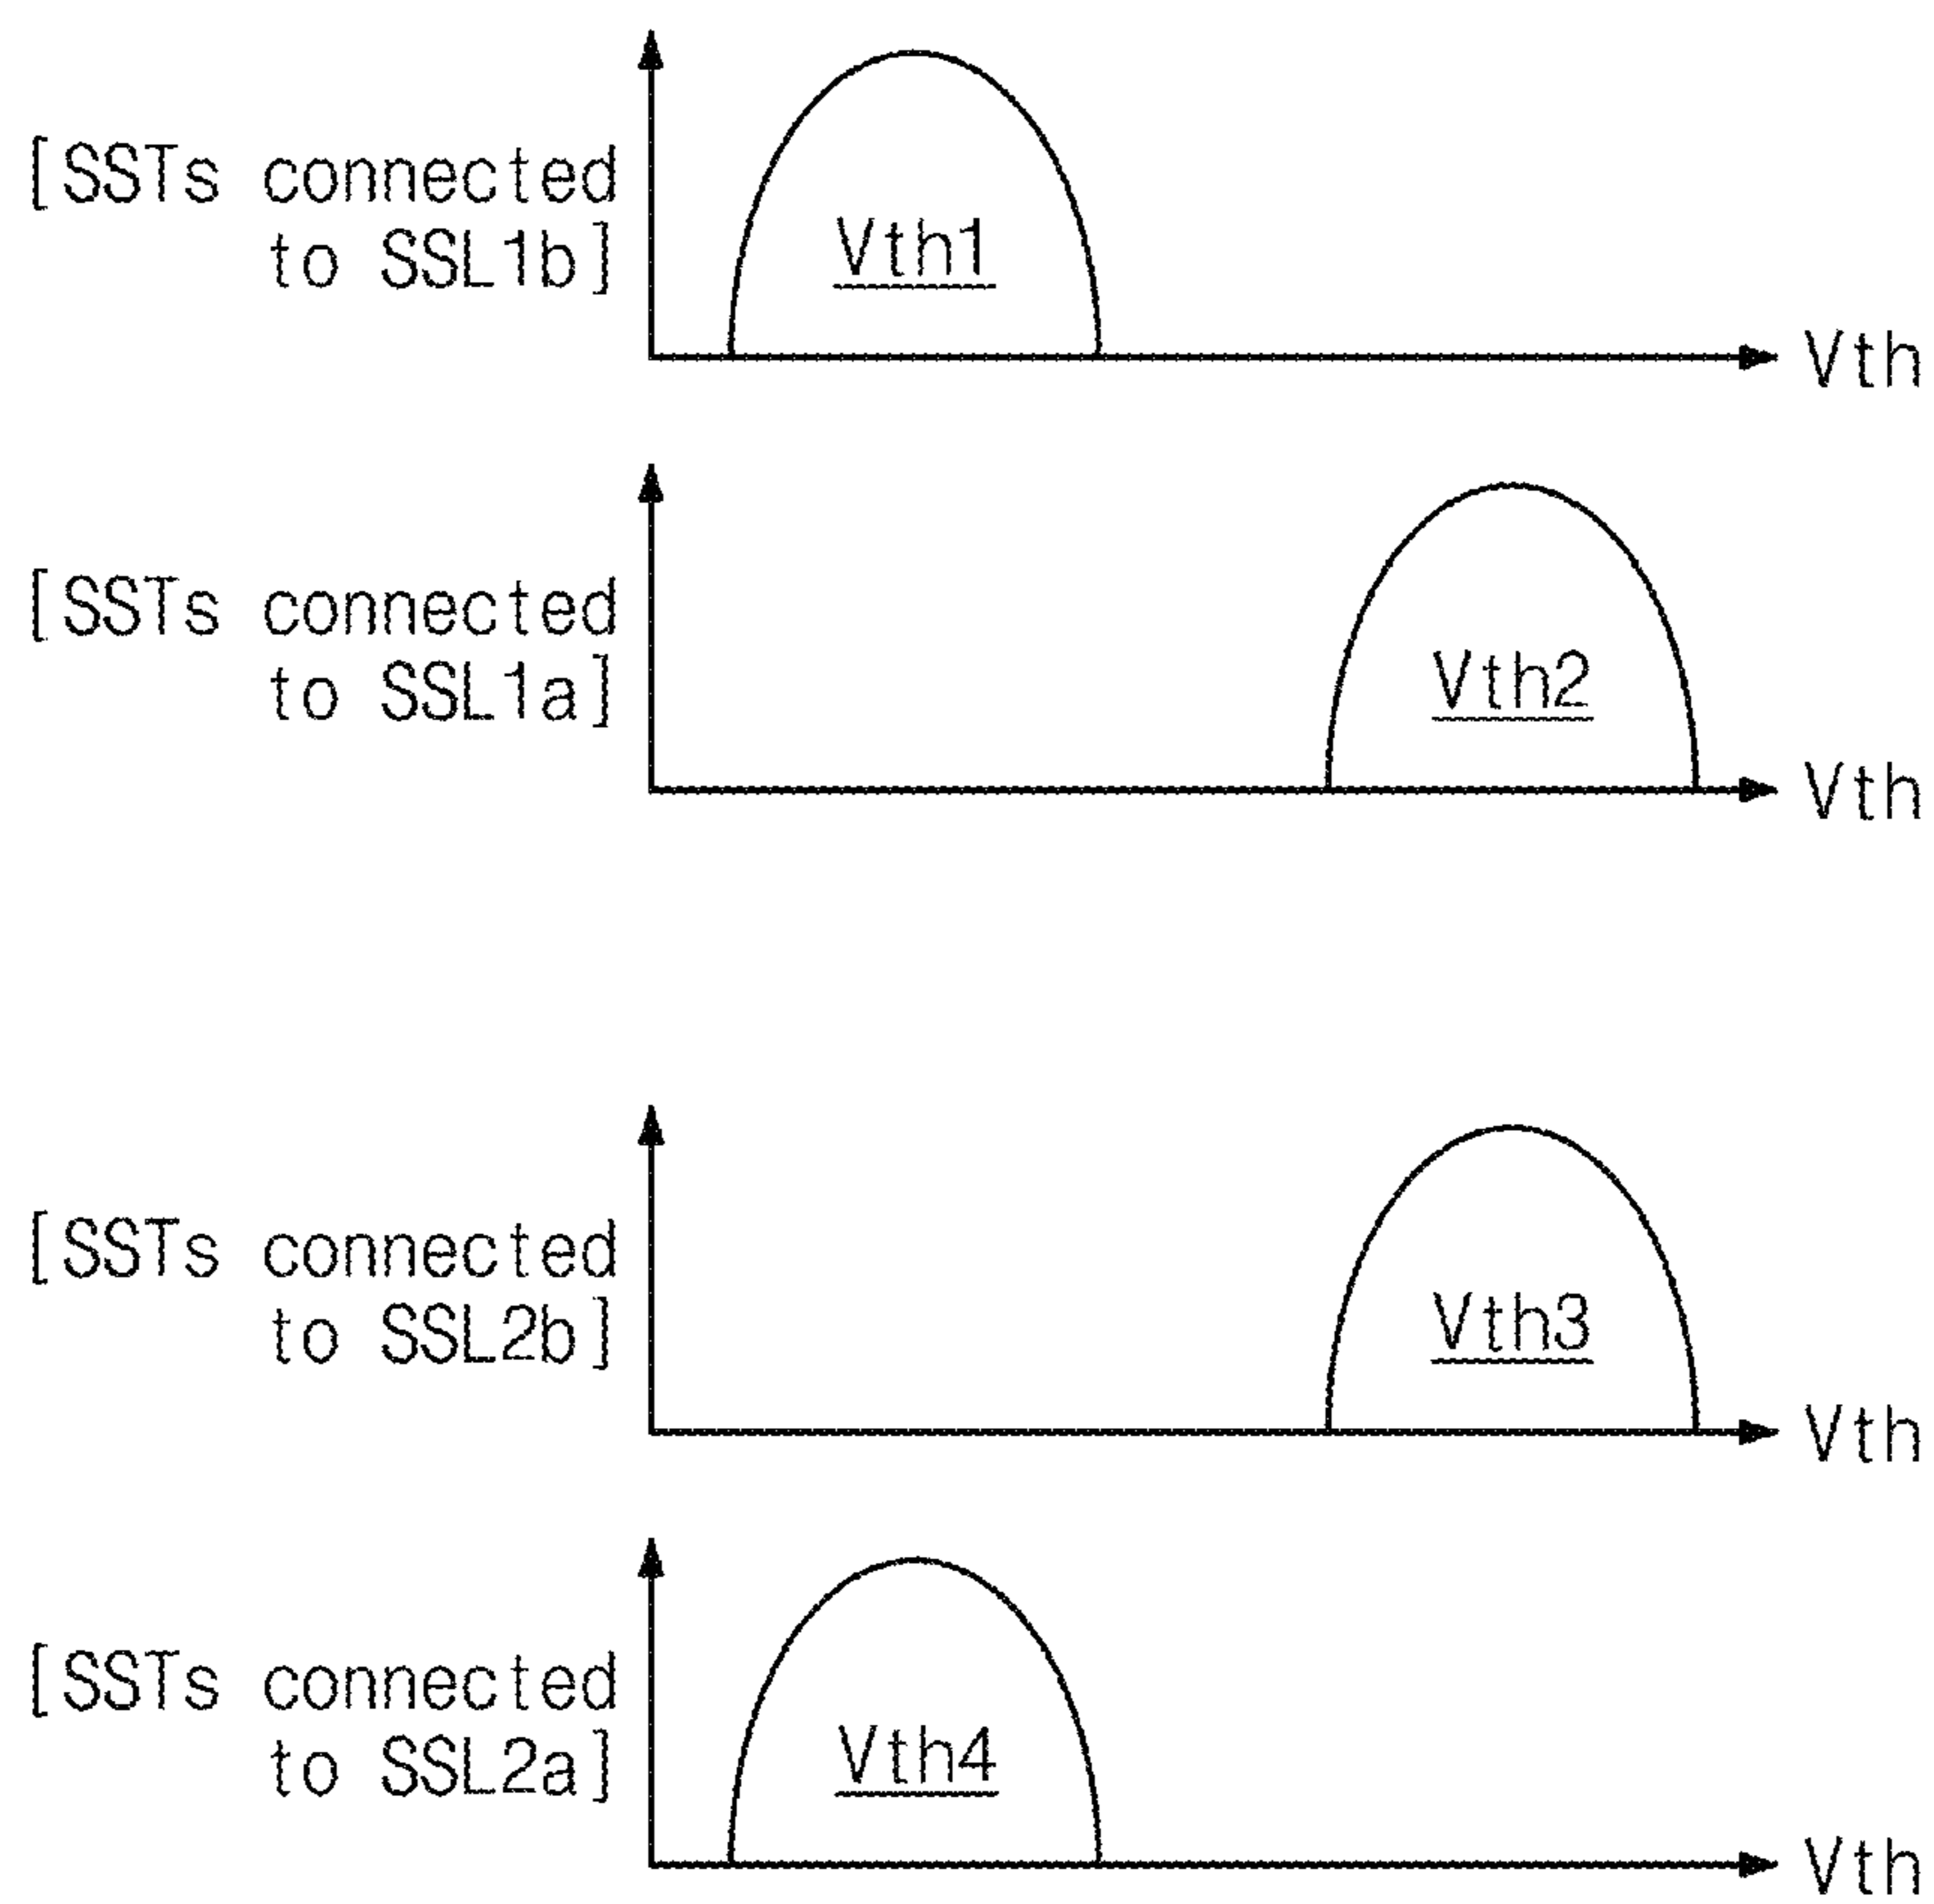 [SSTs connected
to SSL1b]
Vth1
Vth
[SSTs connected
to SSL1a]
Vth2
Vth
[SSTs connected
to SSL2b]
Vth3
Vth
[SSTs connected
to SSL2a]
Vth4
Vth